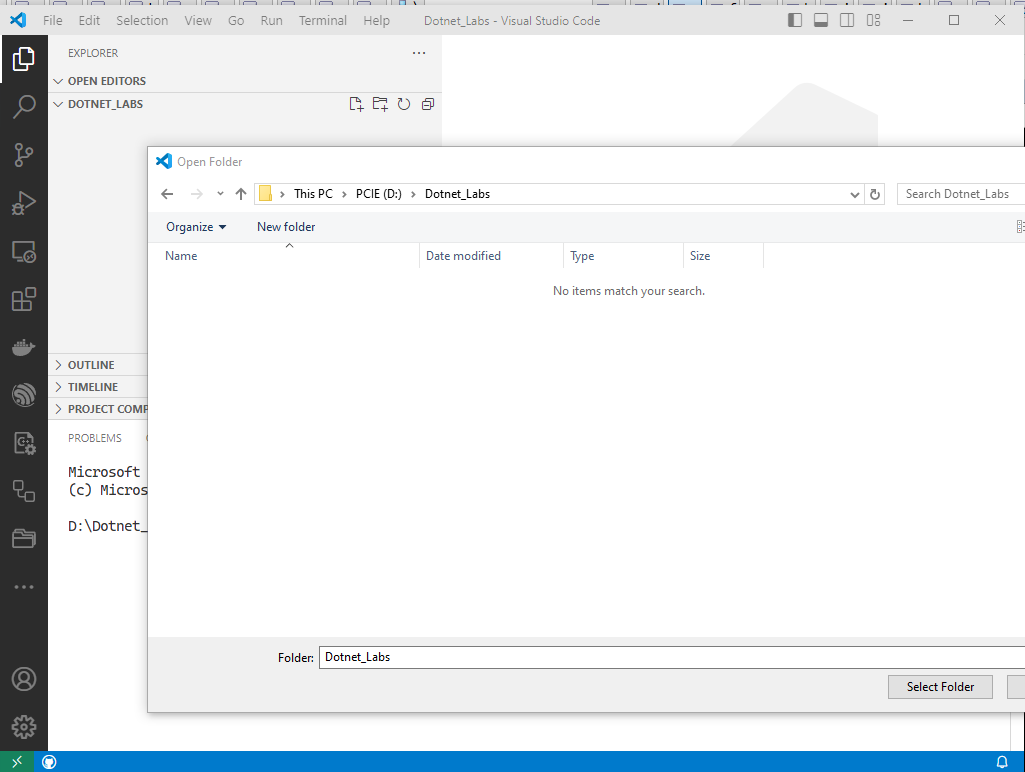 File Edit Selection View Go Run Terminal Help Dotnet_Labs - Visual Studio Code
EXPLORER
OPEN EDITORS
DOTNET_LABS
Open Folder
This PC > PCIE (D:) > Dotnet_Labs
Search Dotnet_Labs
Organize New folder
Name Date modified Type Size
No items match your search.
OUTLINE
TIMELINE
PROJECT COMP
PROBLEMS
Microsoft
(c) Micros
D:\Dotnet_
Folder: Dotnet_Labs
Select Folder